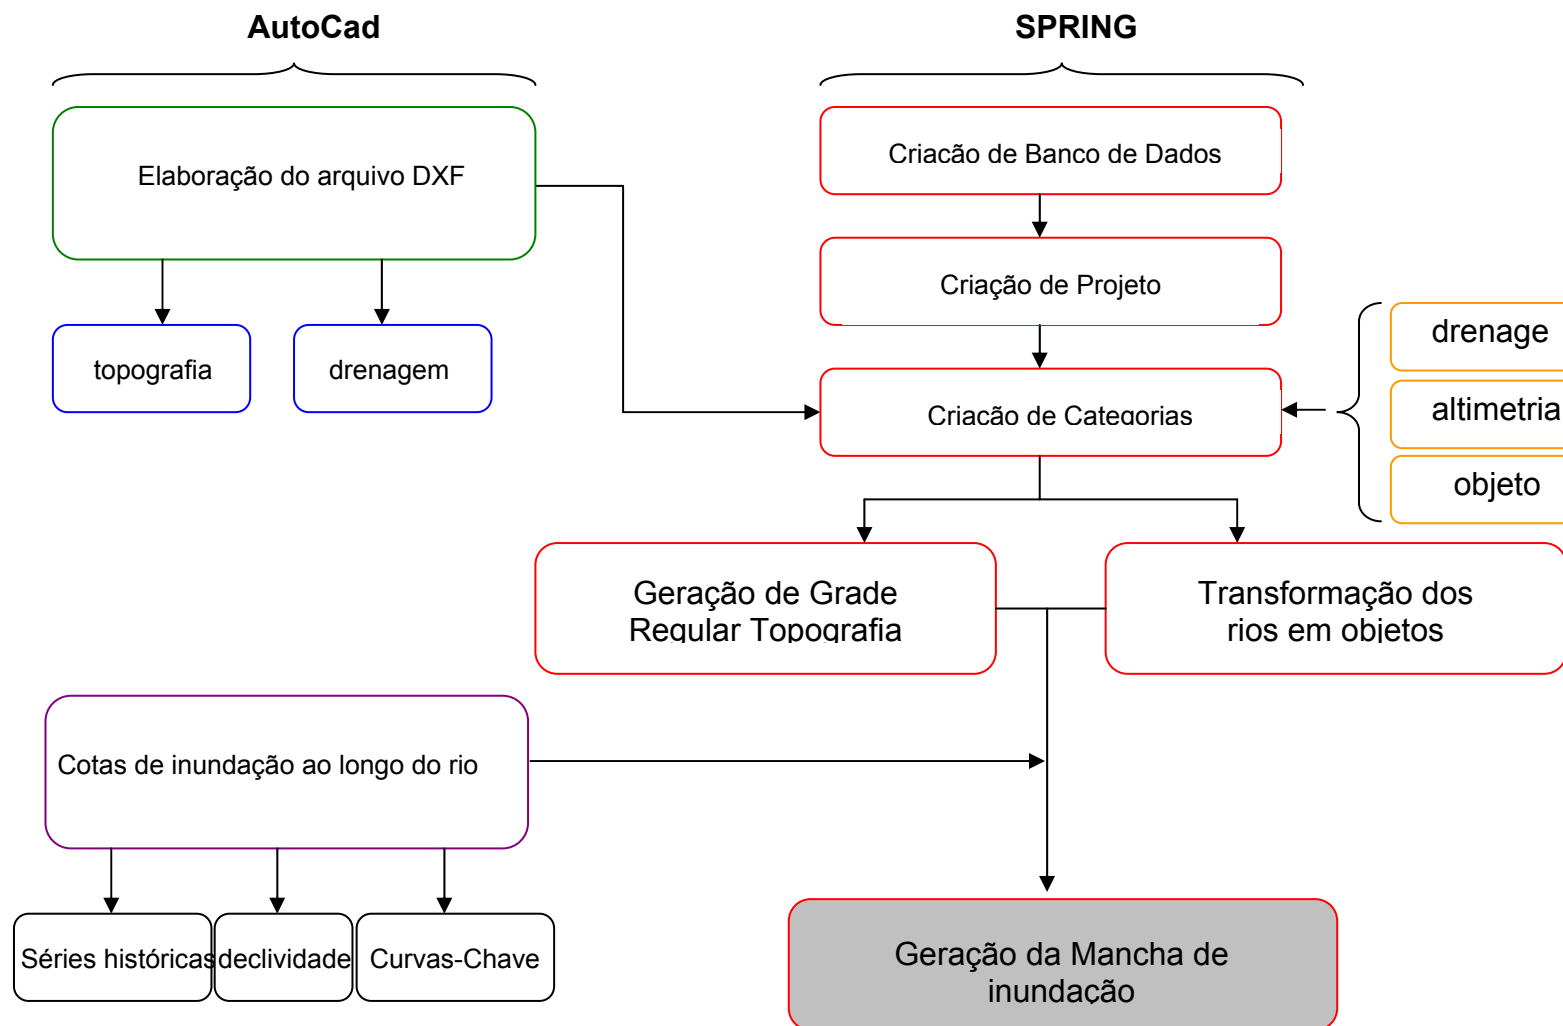 AutoCad
SPRING
Elaboração do arquivo DXF
Criacão de Banco de Dados
Criação de Projeto
topografia
drenagem
Criacão de Categorias
drenage
altimetria
objeto
Geração de Grade
Regular Topografia
Transformação dos
rios em objetos
Cotas de inundação ao longo do rio
Séries históricas
declividade
Curvas-Chave
Geração da Mancha de
inundação